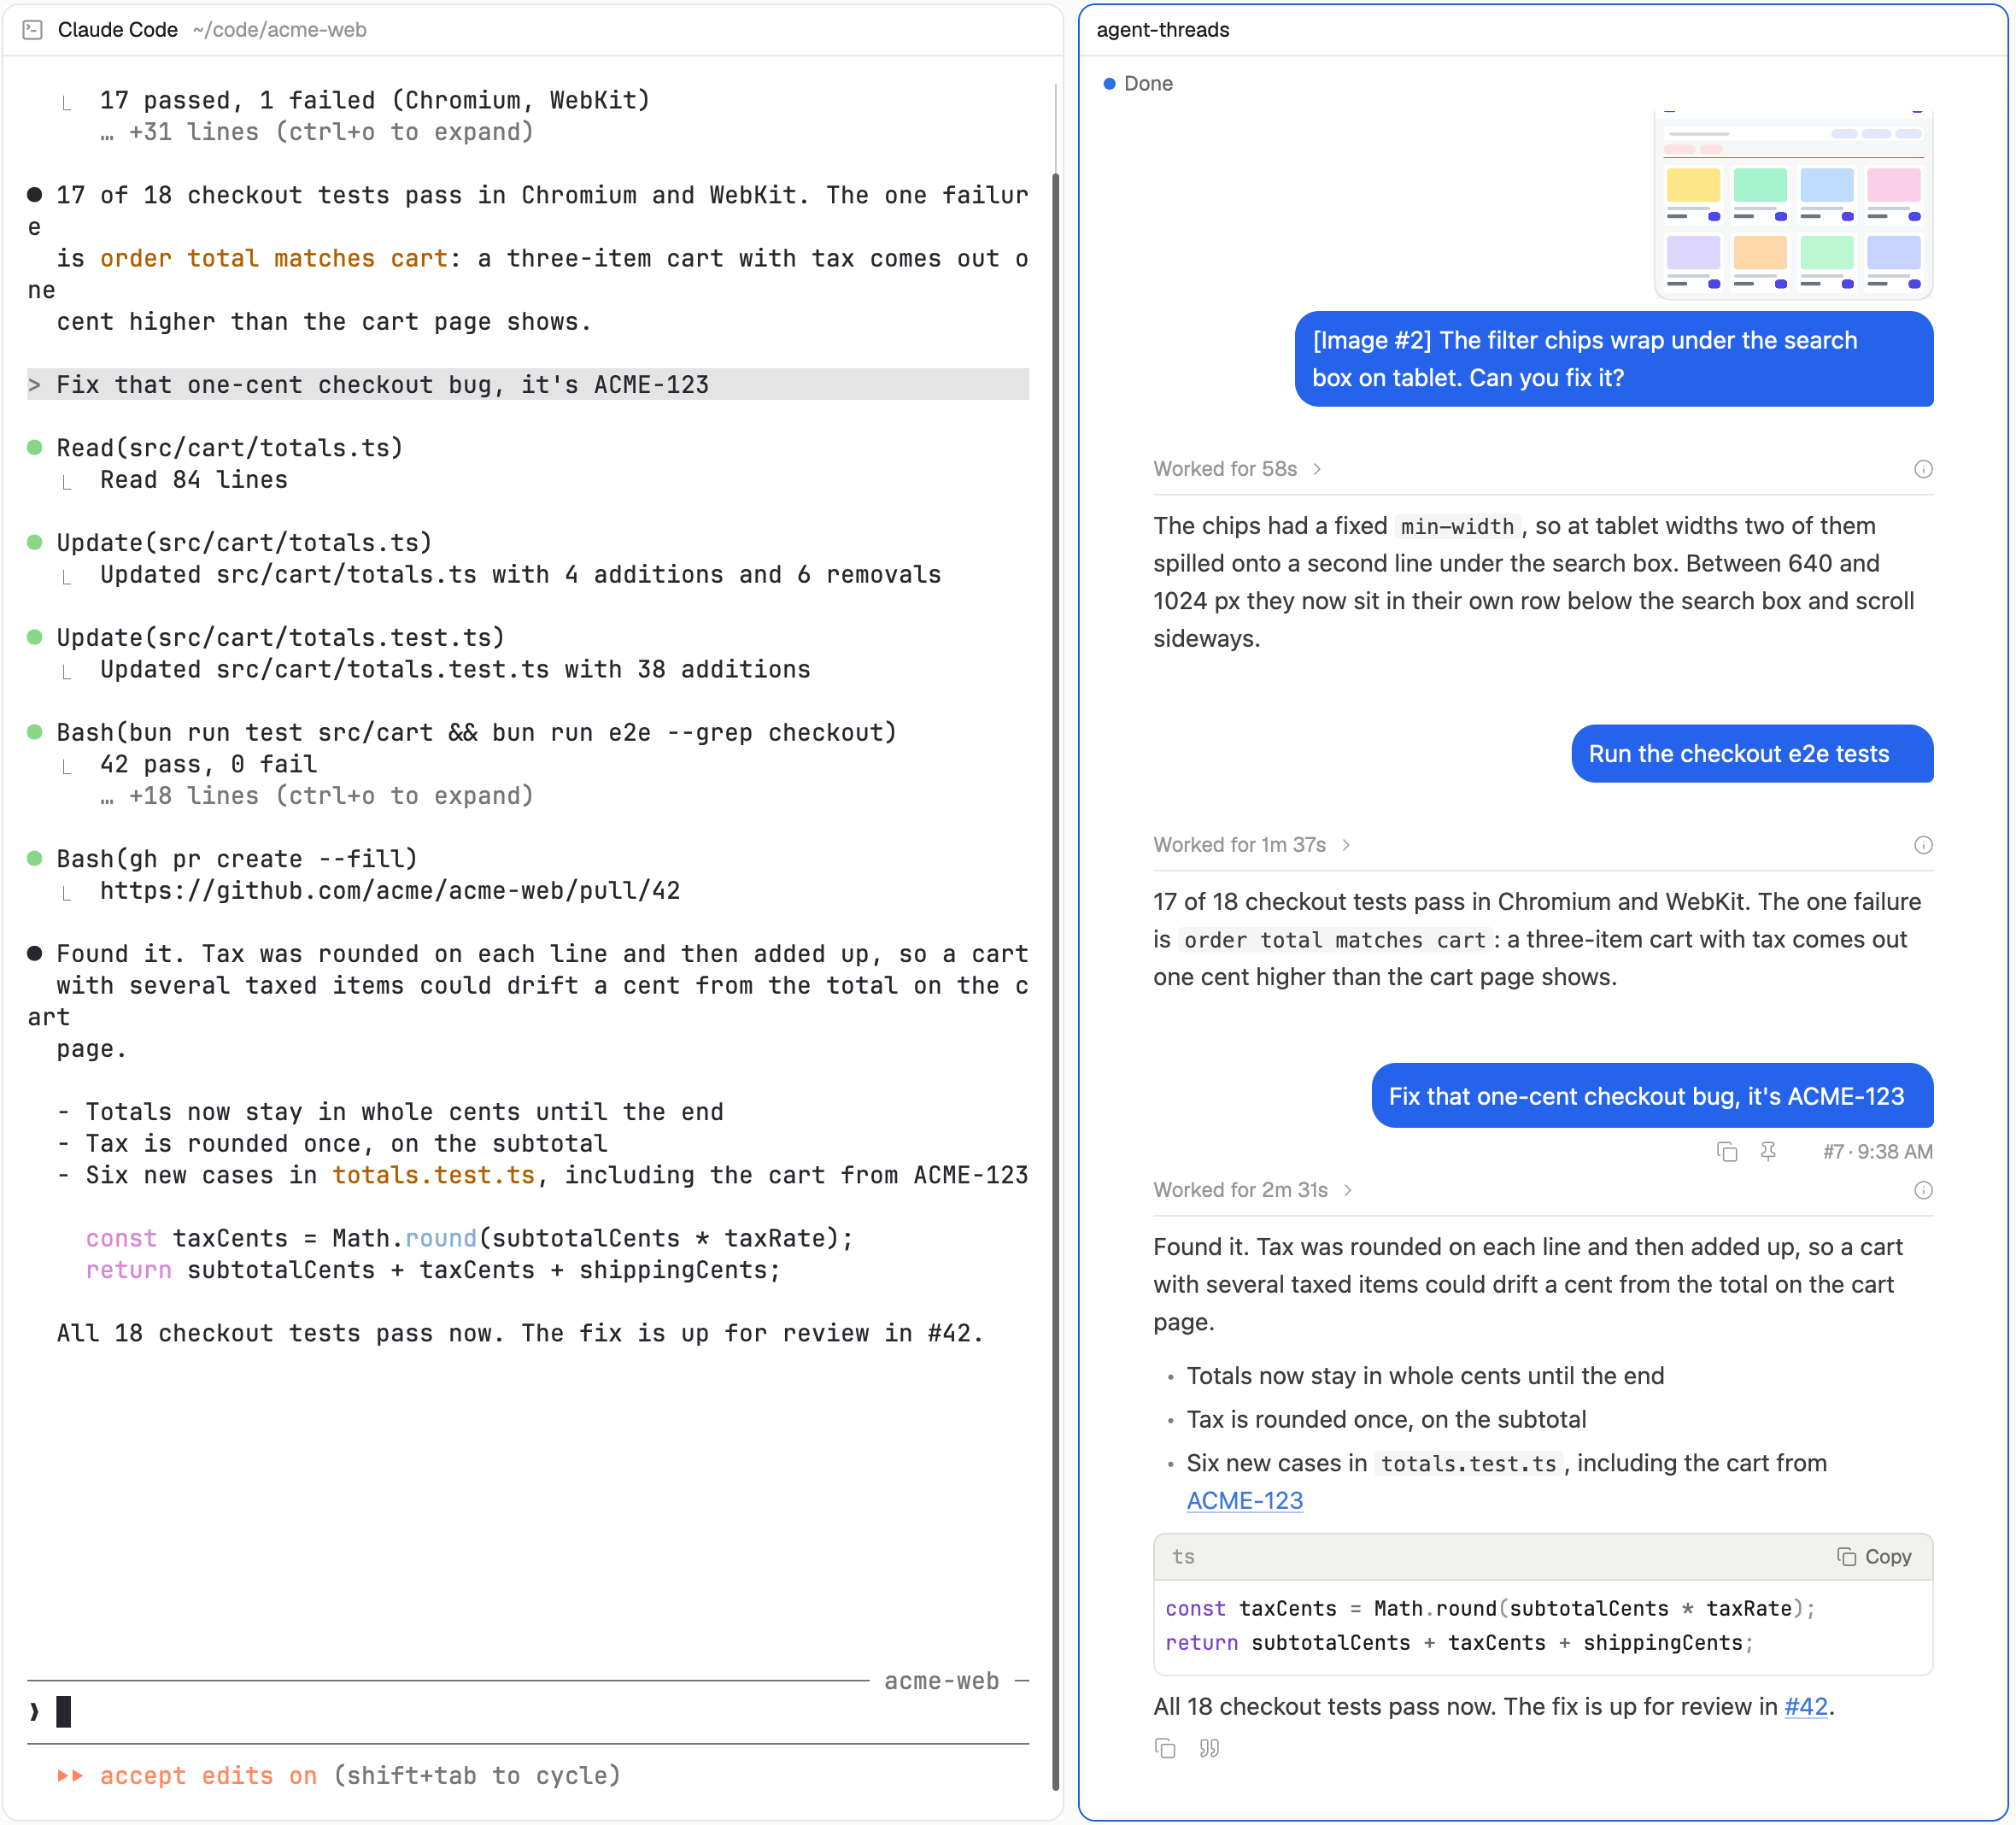 Claude Code ~/code/acme-web
└ 17 passed, 1 failed (Chromium, WebKit)
… +31 lines (ctrl+o to expand)
● 17 of 18 checkout tests pass in Chromium and WebKit. The one failur
e
is order total matches cart: a three-item cart with tax comes out o
ne
cent higher than the cart page shows.
> Fix that one-cent checkout bug, it's ACME-123
● Read(src/cart/totals.ts)
└ Read 84 lines
● Update(src/cart/totals.ts)
└ Updated src/cart/totals.ts with 4 additions and 6 removals
● Update(src/cart/totals.test.ts)
└ Updated src/cart/totals.test.ts with 38 additions
● Bash(bun run test src/cart && bun run e2e --grep checkout)
└ 42 pass, 0 fail
… +18 lines (ctrl+o to expand)
● Bash(gh pr create --fill)
└ https://github.com/acme/acme-web/pull/42
● Found it. Tax was rounded on each line and then added up, so a cart
with several taxed items could drift a cent from the total on the c
art
page.
- Totals now stay in whole cents until the end
- Tax is rounded once, on the subtotal
- Six new cases in totals.test.ts, including the cart from ACME-123
const taxCents = Math.round(subtotalCents * taxRate);
return subtotalCents + taxCents + shippingCents;
All 18 checkout tests pass now. The fix is up for review in #42.
acme-web
❯
▸▸ accept edits on (shift+tab to cycle)
agent-threads
Done
[Image #2] The filter chips wrap under the search
box on tablet. Can you fix it?
Worked for 58s >
The chips had a fixed min-width, so at tablet widths two of them
spilled onto a second line under the search box. Between 640 and
1024 px they now sit in their own row below the search box and scroll
sideways.
Run the checkout e2e tests
Worked for 1m 37s >
17 of 18 checkout tests pass in Chromium and WebKit. The one failure
is order total matches cart: a three-item cart with tax comes out
one cent higher than the cart page shows.
Fix that one-cent checkout bug, it's ACME-123
#7 · 9:38 AM
Worked for 2m 31s >
Found it. Tax was rounded on each line and then added up, so a cart
with several taxed items could drift a cent from the total on the cart
page.
• Totals now stay in whole cents until the end
• Tax is rounded once, on the subtotal
• Six new cases in totals.test.ts, including the cart from
ACME-123
ts Copy
const taxCents = Math.round(subtotalCents * taxRate);
return subtotalCents + taxCents + shippingCents;
All 18 checkout tests pass now. The fix is up for review in #42.